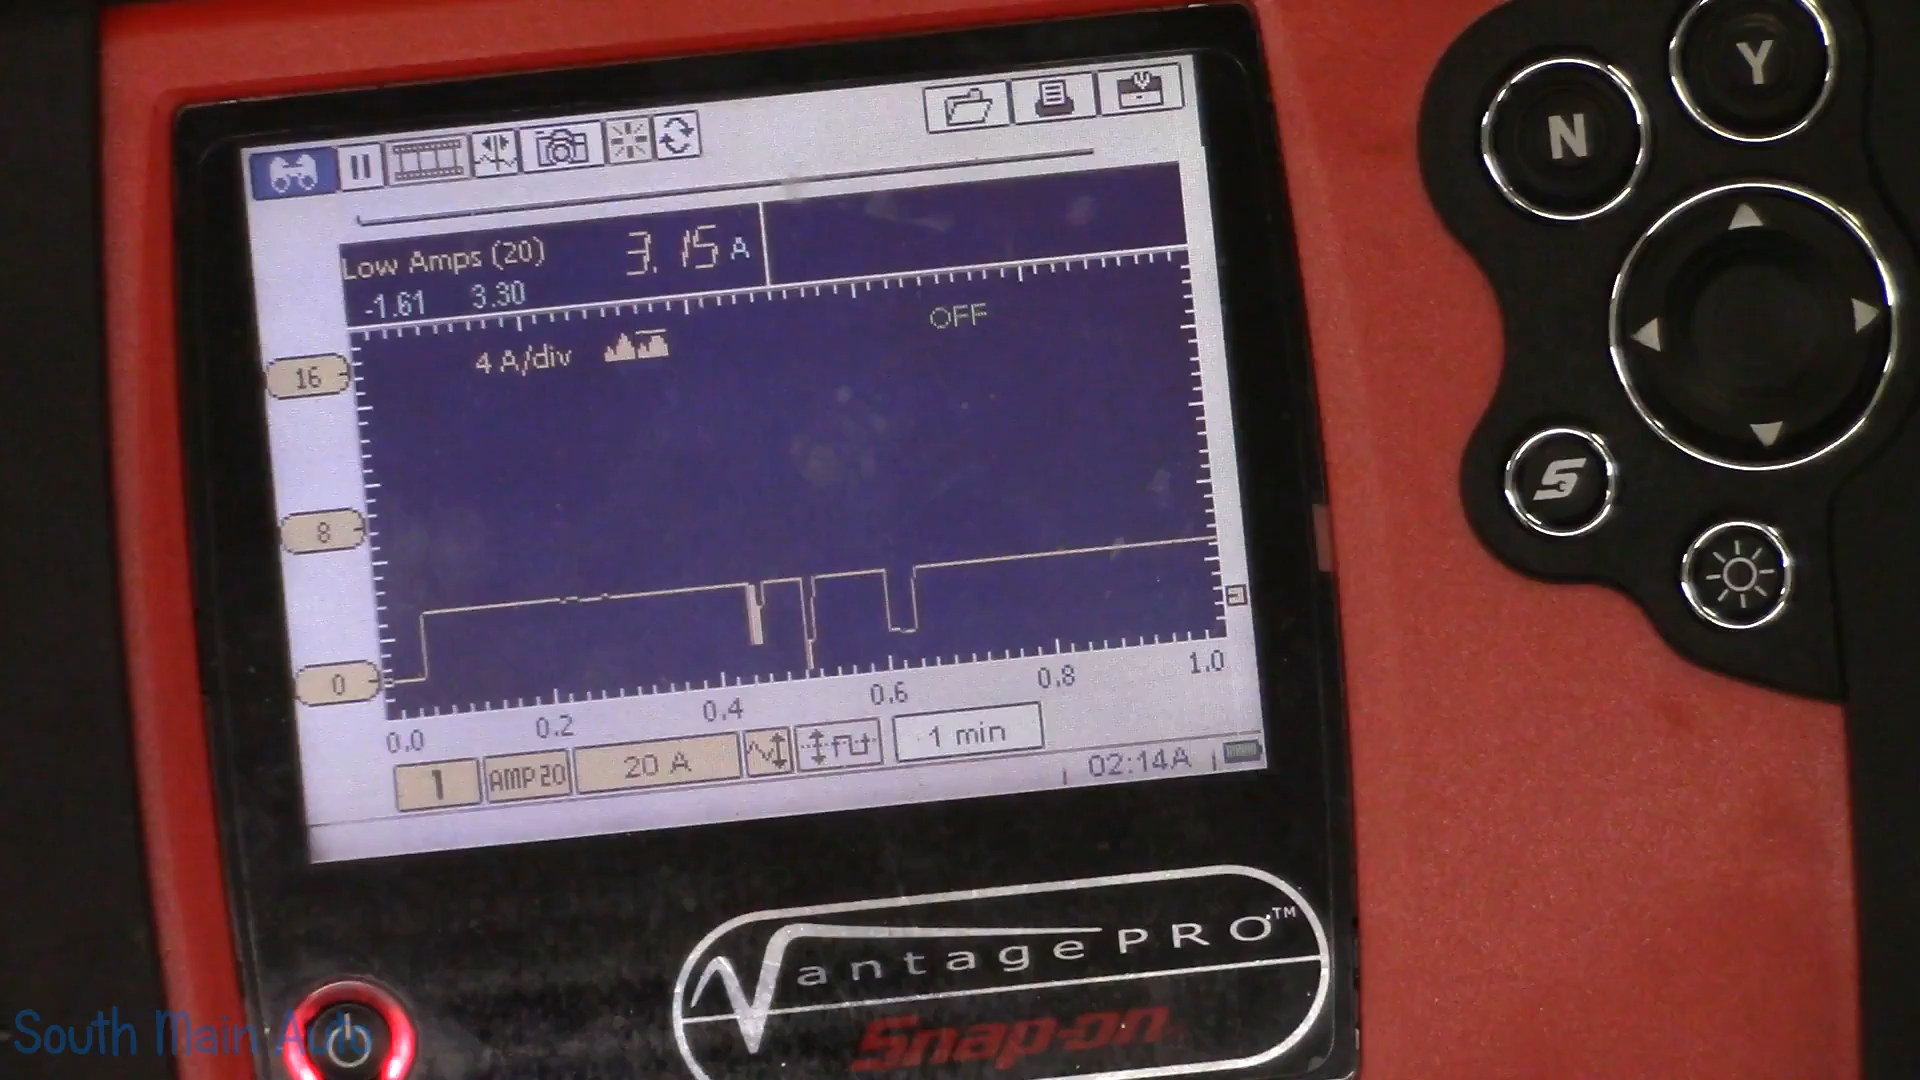 Y
N
Low Amps (20) 3.15 A
-1.61 3.30
4 A/div
OFF
16
8
0
0.0 0.2 0.4 0.6 0.8 1.0
1 AMP20 20 A 1 min
02:14A
VantagePRO™
Snap-on
South Main Auto